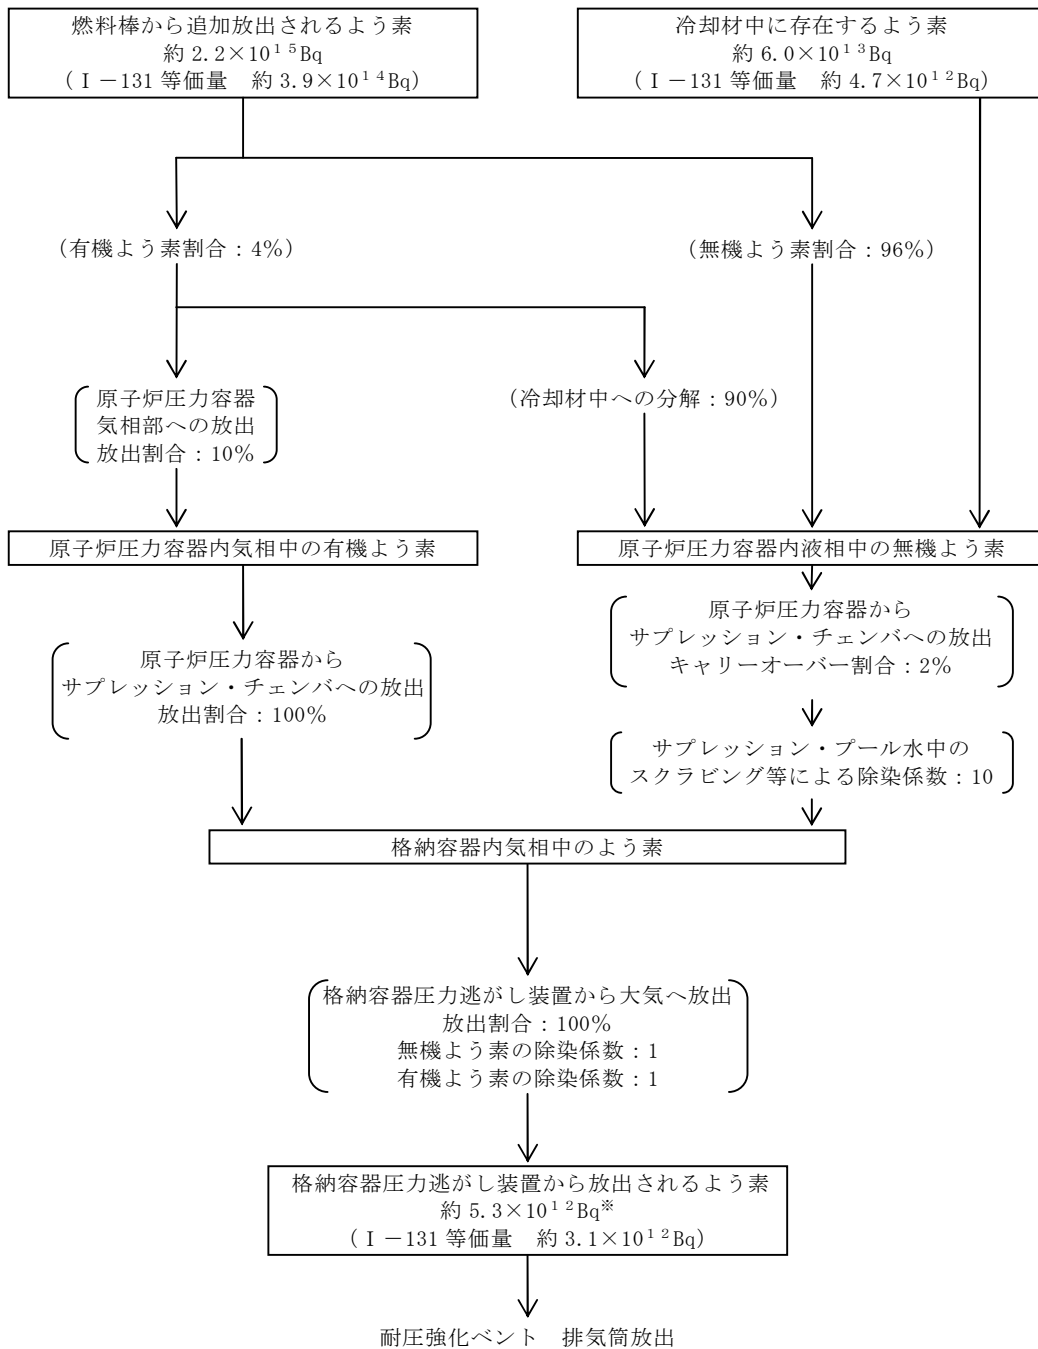 燃料棒から追加放出されるよう素
約 2.2×10¹⁵Bq
(Ｉ－131 等価量　約 3.9×10¹⁴Bq)
冷却材中に存在するよう素
約 6.0×10¹³Bq
(Ｉ－131 等価量　約 4.7×10¹²Bq)
(有機よう素割合：4%)
(無機よう素割合：96%)
原子炉圧力容器
気相部への放出
放出割合：10%
(冷却材中への分解：90%)
原子炉圧力容器内気相中の有機よう素
原子炉圧力容器内液相中の無機よう素
原子炉圧力容器から
サプレッション・チェンバへの放出
放出割合：100%
原子炉圧力容器から
サプレッション・チェンバへの放出
キャリーオーバー割合：2%
サプレッション・プール水中の
スクラビング等による除染係数：10
格納容器内気相中のよう素
格納容器圧力逃がし装置から大気へ放出
放出割合：100%
無機よう素の除染係数：1
有機よう素の除染係数：1
格納容器圧力逃がし装置から放出されるよう素
約 5.3×10¹²Bq※
(Ｉ－131 等価量　約 3.1×10¹²Bq)
耐圧強化ベント　排気筒放出